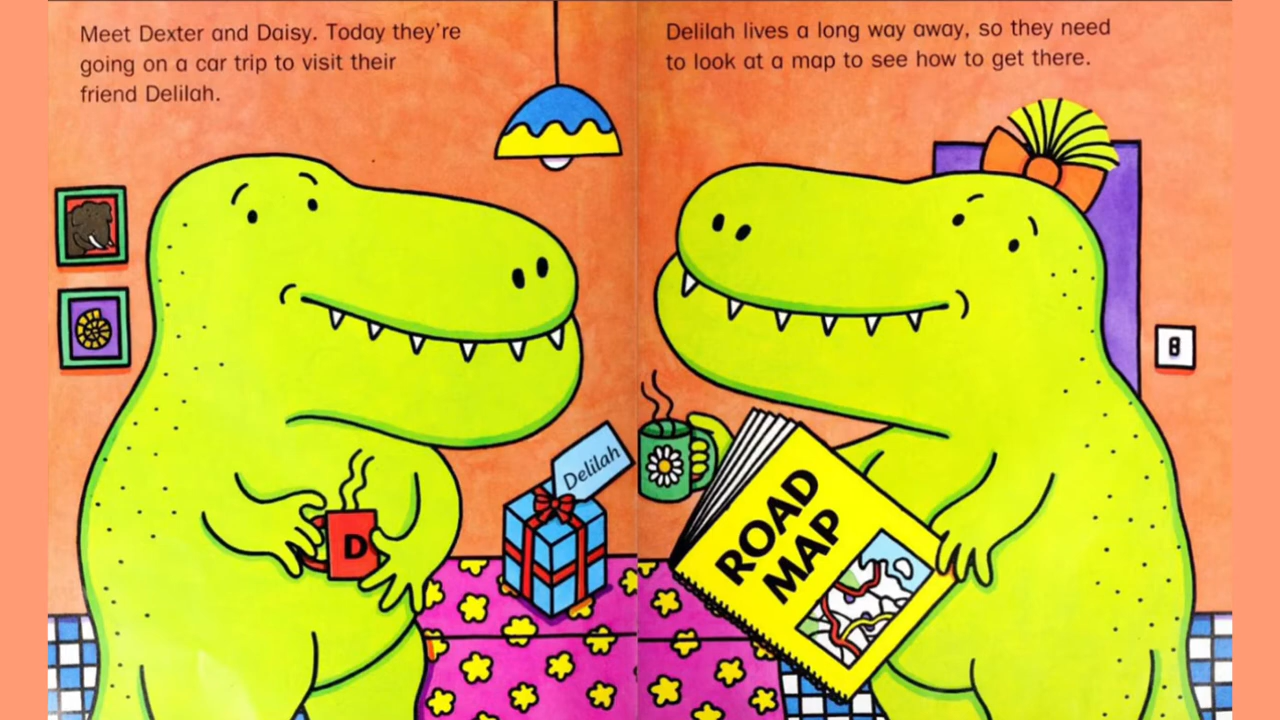 Meet Dexter and Daisy. Today they're
going on a car trip to visit their
friend Delilah.
Delilah lives a long way away, so they need
to look at a map to see how to get there.
Delilah
D
ROAD
MAP